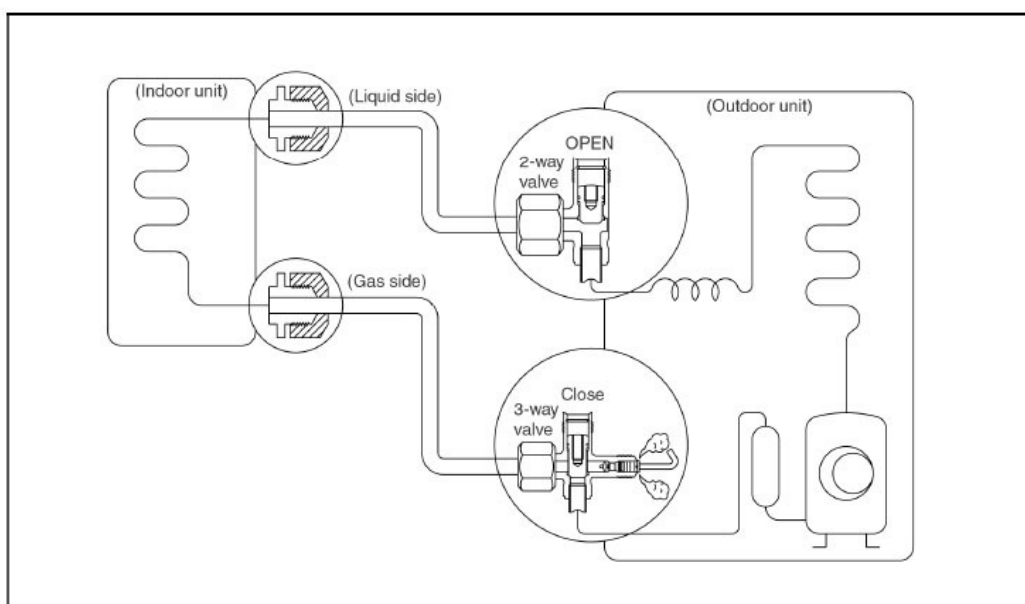 (Indoor unit)
(Liquid side)
(Outdoor unit)
OPEN
2-way
valve
(Gas side)
Close
3-way
valve